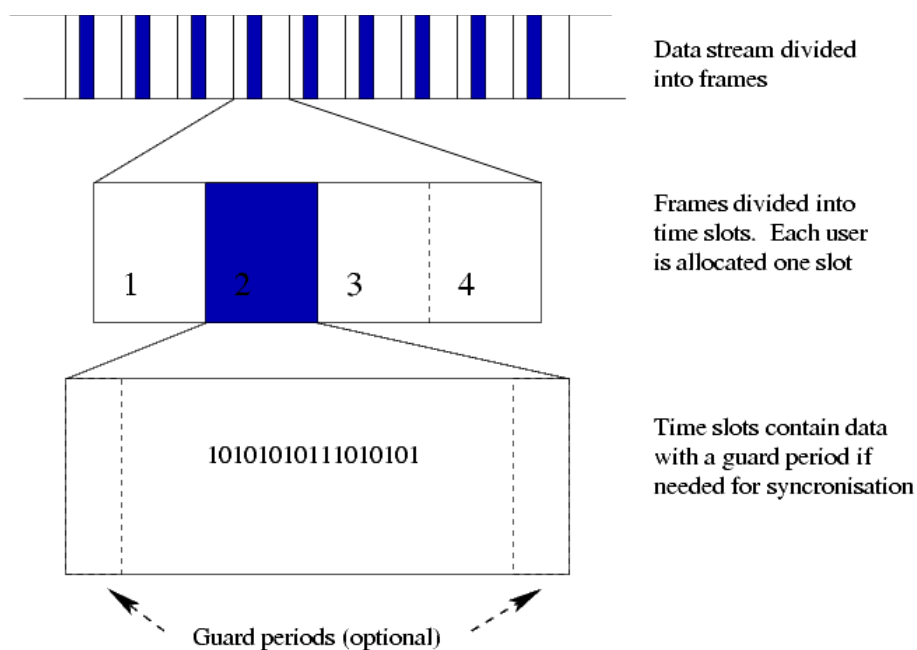 Data stream divided
into frames
Frames divided into
time slots. Each user
is allocated one slot
1 2 3 4
10101010111010101
Time slots contain data
with a guard period if
needed for syncronisation
Guard periods (optional)